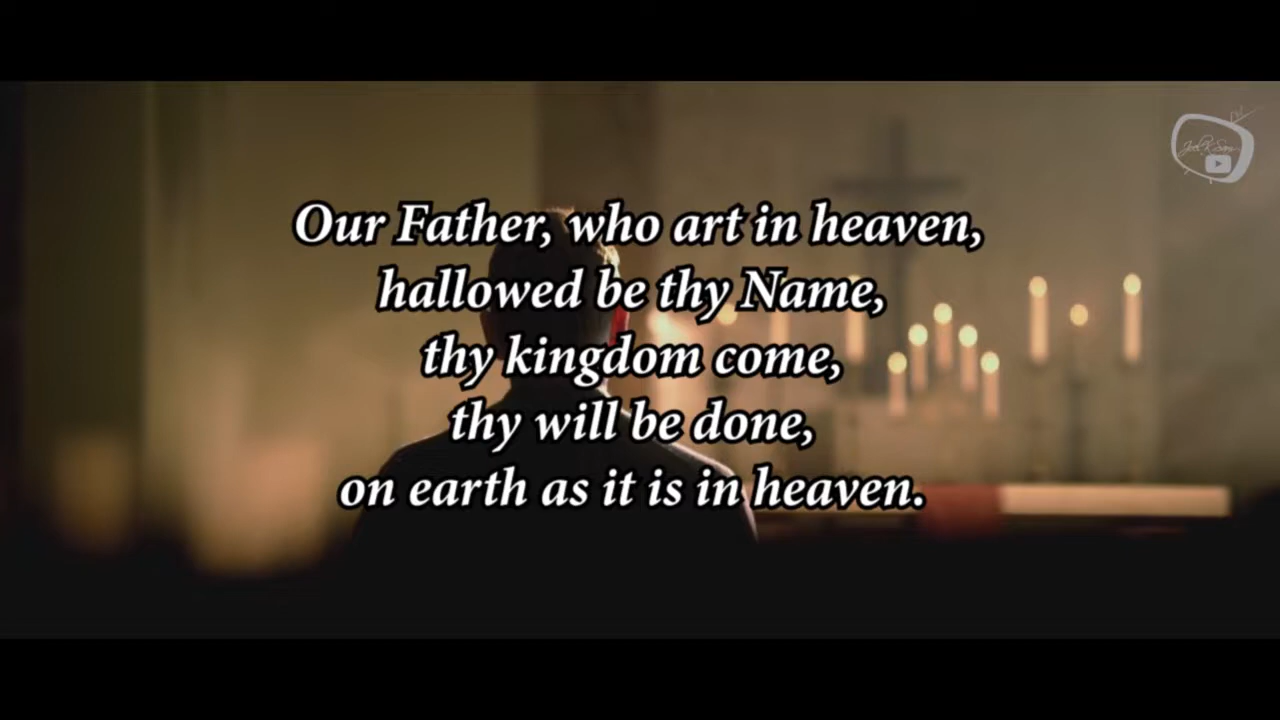 Our Father, who art in heaven,
hallowed be thy Name,
thy kingdom come,
thy will be done,
on earth as it is in heaven.